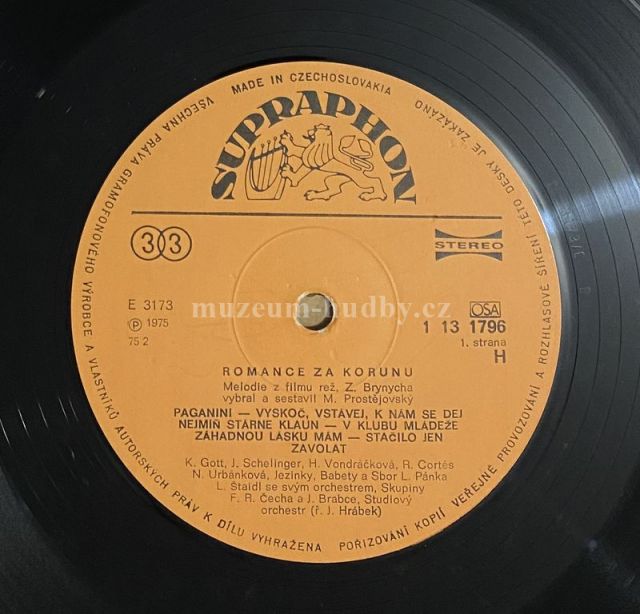 MADE IN CZECHOSLOVAKIA
VŠECHNA PRÁVA GRAMOFONOVÉHO VÝROBCE A VLASTNÍKŮ AUTORSKÝCH PRÁV K DÍLU VYHRAŽENA
POŘIZOVÁNÍ KOPIÍ VEŘEJNÉ PROVOZOVÁNÍ A ROZHLASOVÉ ŠÍŘENÍ TÉTO DESKY JE ZAKÁZÁNO
SUPRAPHON
33
STEREO
E 3173
℗ 1975
75 2
OSA
1 13 1796
1. strana
H
muzeum-hudby.cz
ROMANCE ZA KORUNU
Melodie z filmu rež. Z. Brynycha
vybral a sestavil M. Prostějovský
PAGANINI — VYSKOČ, VSTÁVEJ, K NÁM SE DEJ
NEJMÍŇ STÁRNE KLAUN — V KLUBU MLÁDEŽE
ZÁHADNOU LÁSKU MÁM — STAČILO JEN
ZAVOLAT
K. Gott, J. Schelinger, H. Vondráčková, R. Cortés
N. Urbánková, Jezinky, Babety a Sbor L. Pánka
L. Štaidl se svým orchestrem, Skupiny
F. R. Čecha a J. Brabce, Studiový
orchestr (ř. J. Hrábek)